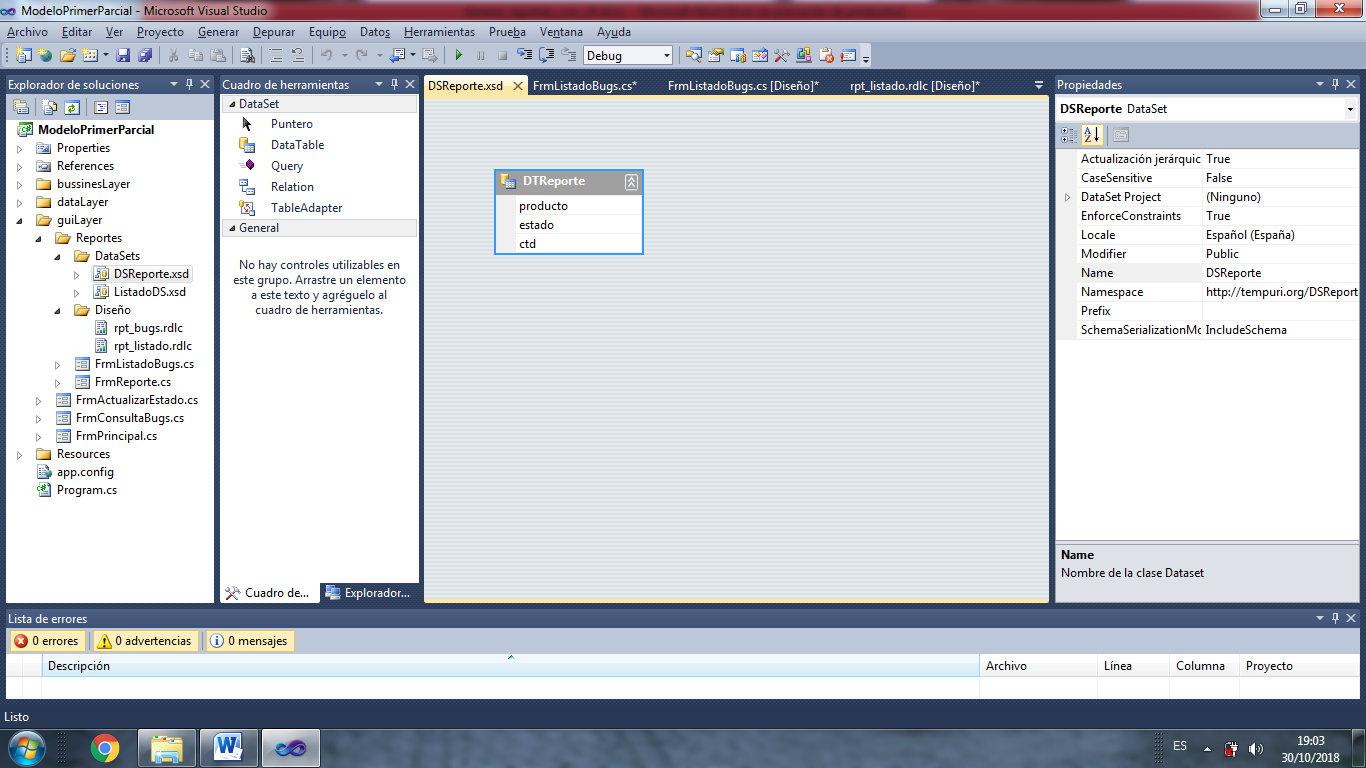 ModeloPrimerParcial - Microsoft Visual Studio
Archivo Editar Ver Proyecto Generar Depurar Equipo Datos Herramientas Prueba Ventana Ayuda
Debug
Explorador de soluciones
ModeloPrimerParcial
Properties
References
bussinesLayer
dataLayer
guiLayer
Reportes
DataSets
DSReporte.xsd
ListadoDS.xsd
Diseño
rpt_bugs.rdlc
rpt_listado.rdlc
FrmListadoBugs.cs
FrmReporte.cs
FrmActualizarEstado.cs
FrmConsultaBugs.cs
FrmPrincipal.cs
Resources
app.config
Program.cs
Cuadro de herramientas
DataSet
Puntero
DataTable
Query
Relation
TableAdapter
General
No hay controles utilizables en
este grupo. Arrastre un elemento
a este texto y agréguelo al
cuadro de herramientas.
Cuadro de... Explorador...
DSReporte.xsd FrmListadoBugs.cs* FrmListadoBugs.cs [Diseño]* rpt_listado.rdlc [Diseño]*
DTReporte
producto
estado
ctd
Propiedades
DSReporte DataSet
Actualización jerárquic True
CaseSensitive False
DataSet Project (Ninguno)
EnforceConstraints True
Locale Español (España)
Modifier Public
Name DSReporte
Namespace http://tempuri.org/DSReport
Prefix
SchemaSerializationMo IncludeSchema
Name
Nombre de la clase Dataset
Lista de errores
0 errores 0 advertencias 0 mensajes
Descripción Archivo Línea Columna Proyecto
Listo
ES
19:03
30/10/2018